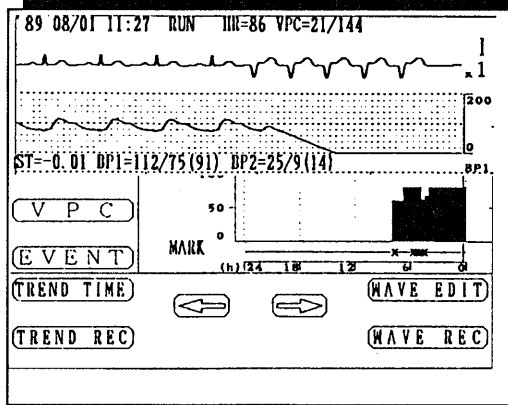 89 08/01 11:27 RUN HR=86 VPC=21/144
1
x1
200
0
ST=-0.01 BP1=112/75(91) BP2=25/9(14)
BP1
VPC
EVENT
50
0
MARK
(h) 24 18 12 6 0
TREND TIME
WAVE EDIT
TREND REC
WAVE REC